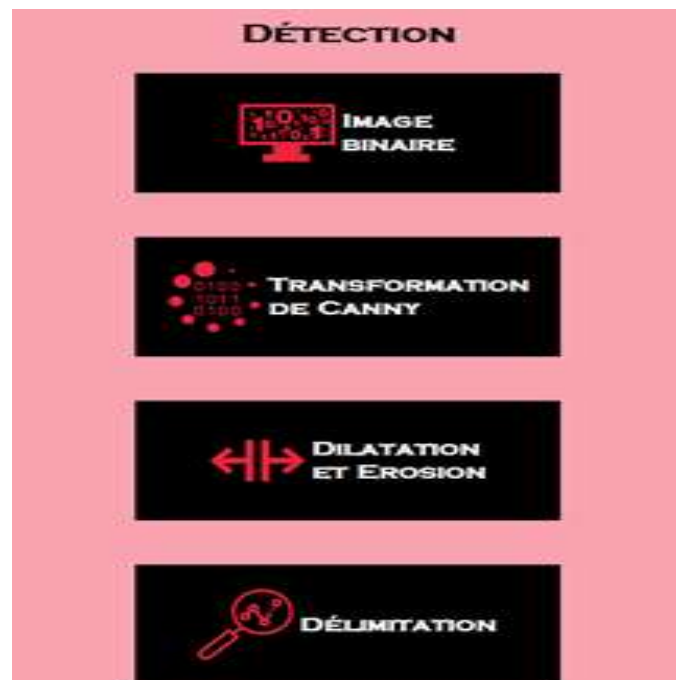 DÉTECTION
IMAGE
BINAIRE
TRANSFORMATION
DE CANNY
DILATATION
ET EROSION
DÉLIMITATION